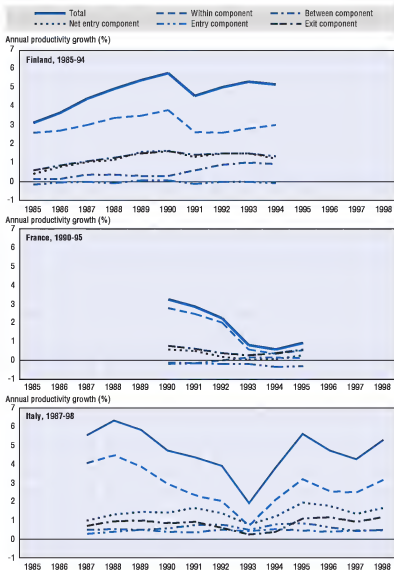 Total Within component Between component
Net entry component Entry component Exit component
Annual productivity growth (%)
7
Finland, 1985-94
6
5
4
3
2
1
0
-1
1985 1986 1987 1988 1989 1990 1991 1992 1993 1994 1995 1996 1997 1998
Annual productivity growth (%)
7
France, 1990-95
6
5
4
3
2
1
0
-1
1985 1986 1987 1988 1989 1990 1991 1992 1993 1994 1995 1996 1997 1998
Annual productivity growth (%)
7
Italy, 1987-98
6
5
4
3
2
1
0
-1
1985 1986 1987 1988 1989 1990 1991 1992 1993 1994 1995 1996 1997 1998